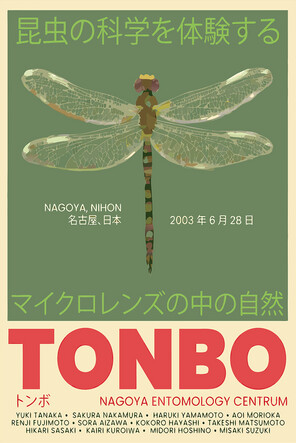 昆虫の科学を体験する
NAGOYA, NIHON
名古屋、日本
2003 年 6 月 28 日
マイクロレンズの中の自然
TONBO
トンボ NAGOYA ENTOMOLOGY CENTRUM
YUKI TANAKA • SAKURA NAKAMURA • HARUKI YAMAMOTO • AOI MORIOKA
RENJI FUJIMOTO • SORA AIZAWA • KOKORO HAYASHI • TAKESHI MATSUMOTO
HIKARI SASAKI • KAIRI KUROIWA • MIDORI HOSHINO • MISAKI SUZUKI